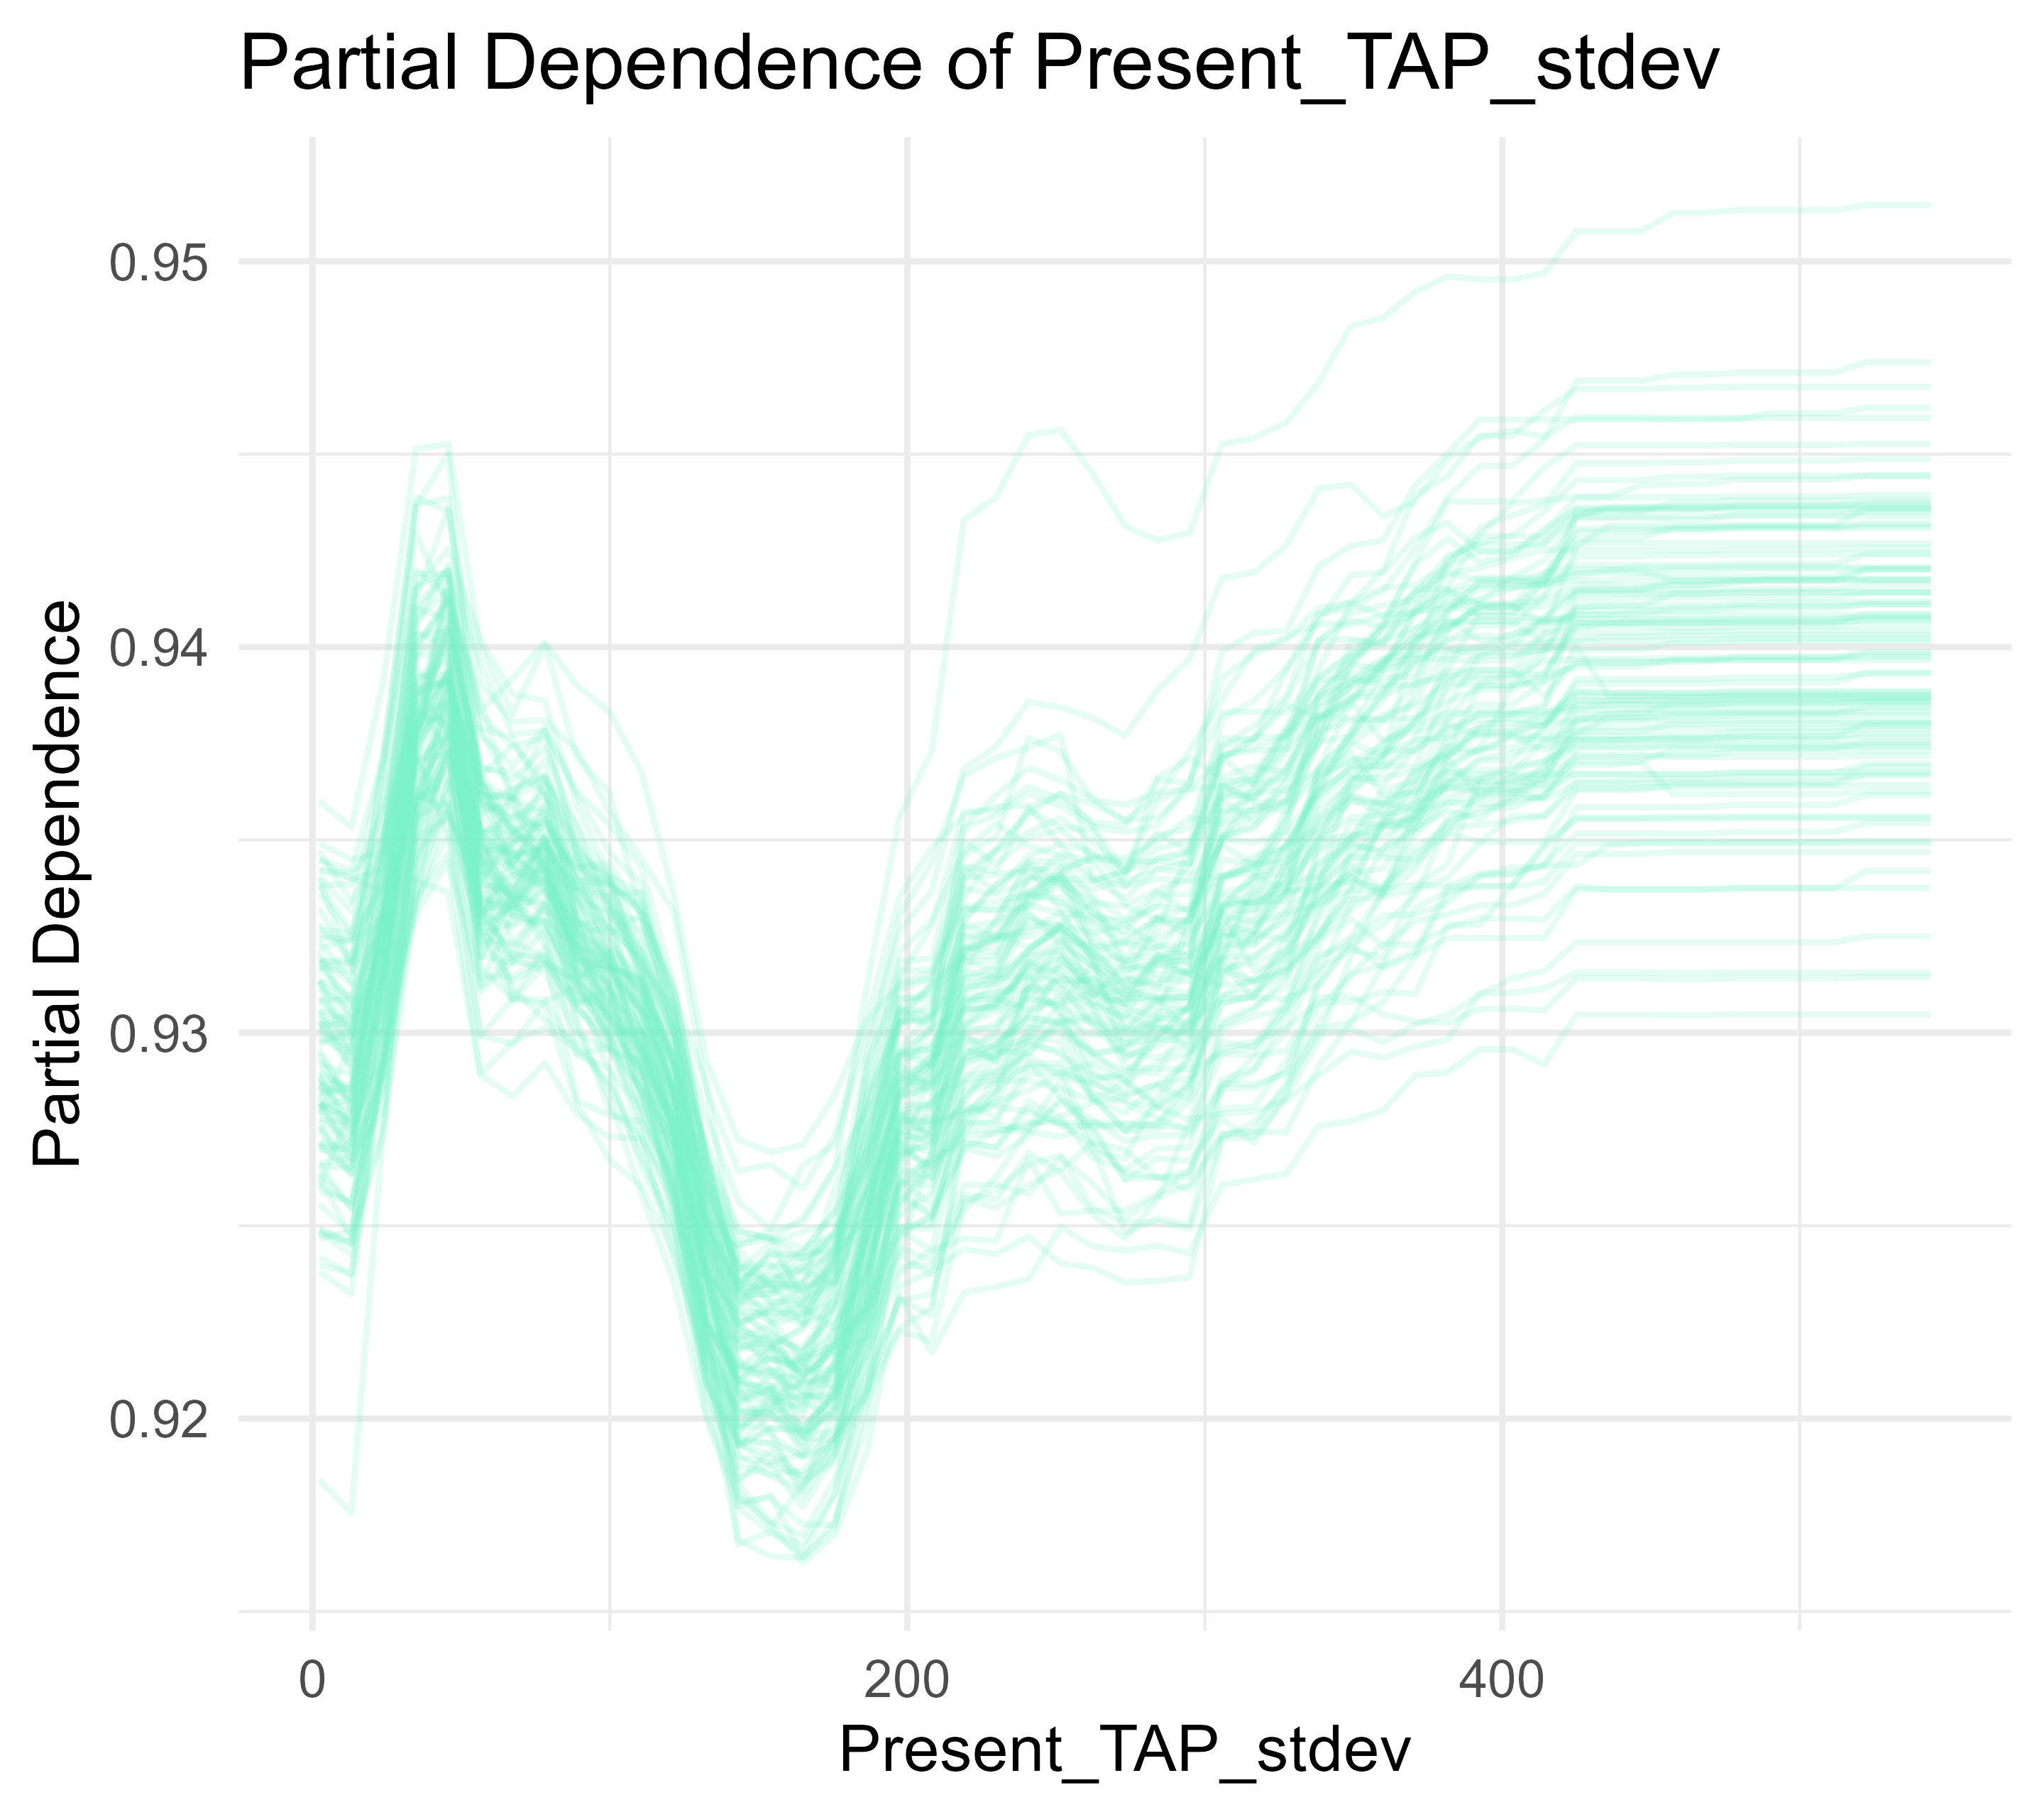 Partial Dependence of Present_TAP_stdev
Partial Dependence
0.95
0.94
0.93
0.92
0
200
400
Present_TAP_stdev